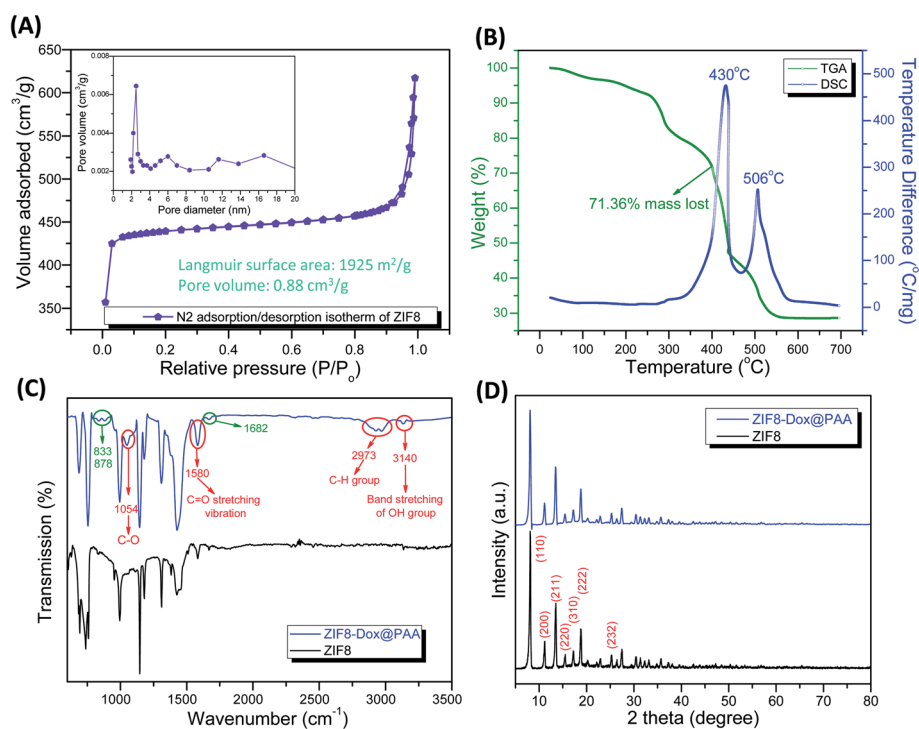 (A)
Volume adsorbed (cm³/g)
650
600
550
500
450
400
350
0.0 0.2 0.4 0.6 0.8 1.0
Relative pressure (P/Pₒ)
Pore volume (cm³/g)
0.008
0.006
0.004
0.002
0 2 4 6 8 10 12 14 16 18 20
Pore diameter (nm)
Langmuir surface area: 1925 m²/g
Pore volume: 0.88 cm³/g
N2 adsorption/desorption isotherm of ZIF8
(B)
Weight (%)
100
90
80
70
60
50
40
30
0 100 200 300 400 500 600 700
Temperature (°C)
Temperature Difference (°C/mg)
500
400
300
200
100
0
TGA
DSC
430°C
506°C
71.36% mass lost
(C)
Transmission (%)
833
878
1054
C-O
1580
C=O stretching
vibration
1682
2973
C-H group
3140
Band stretching
of OH group
ZIF8-Dox@PAA
ZIF8
1000 1500 2000 2500 3000 3500
Wavenumber (cm⁻¹)
(D)
Intensity (a.u.)
ZIF8-Dox@PAA
ZIF8
(110)
(200)
(211)
(220)
(310)
(222)
(232)
10 20 30 40 50 60 70 80
2 theta (degree)